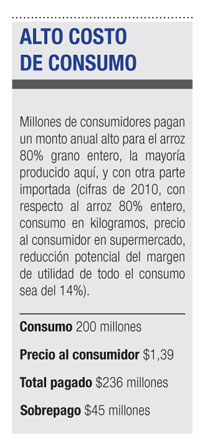 ALTO COSTO
DE CONSUMO
Millones de consumidores pagan
un monto anual alto para el arroz
80% grano entero, la mayoría
producido aquí, y con otra parte
importada (cifras de 2010, con
respecto al arroz 80% entero,
consumo en kilogramos, precio
al consumidor en supermercado,
reducción potencial del margen
de utilidad de todo el consumo
sea del 14%).
Consumo 200 millones
Precio al consumidor $1,39
Total pagado $236 millones
Sobrepago $45 millones